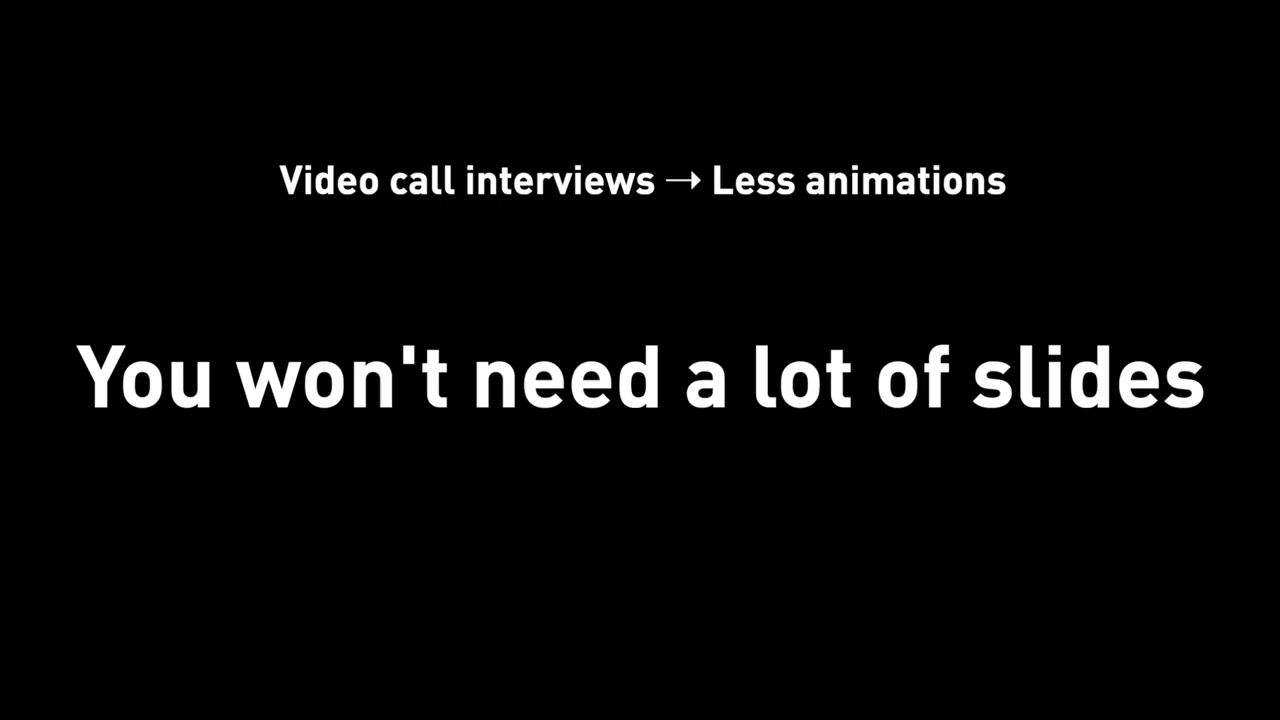 Video call interviews → Less animations
You won't need a lot of slides